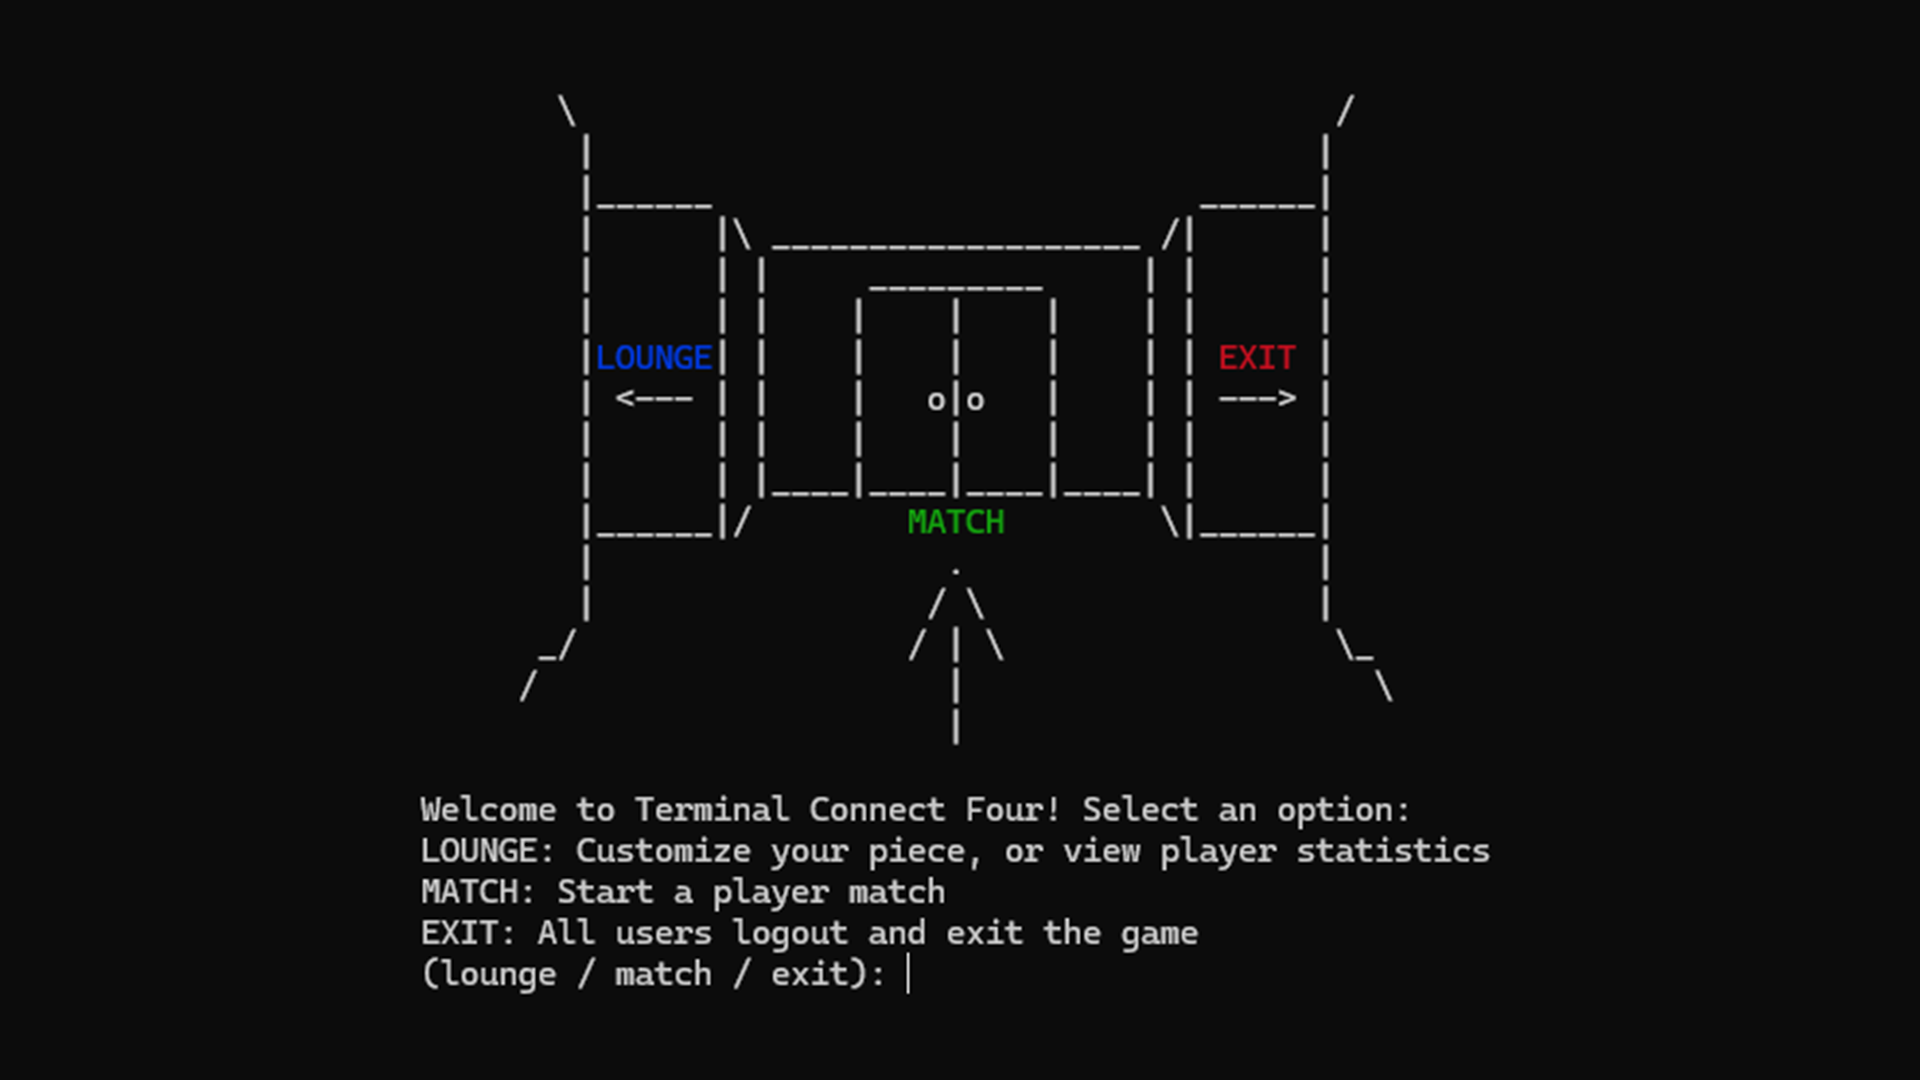 LOUNGE
EXIT
<---
--->
o|o
MATCH
Welcome to Terminal Connect Four! Select an option:
LOUNGE: Customize your piece, or view player statistics
MATCH: Start a player match
EXIT: All users logout and exit the game
(lounge / match / exit):